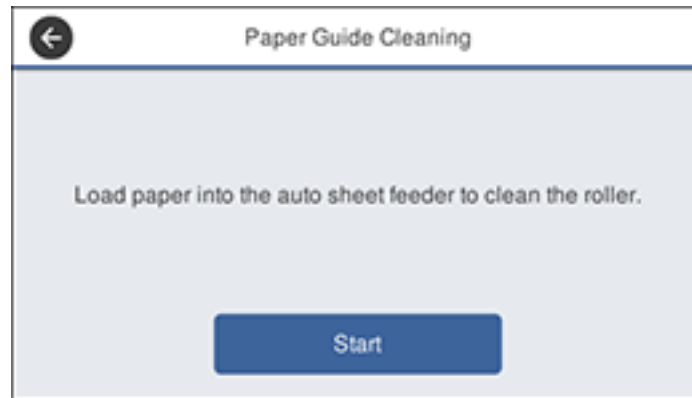 Paper Guide Cleaning
Load paper into the auto sheet feeder to clean the roller.
Start